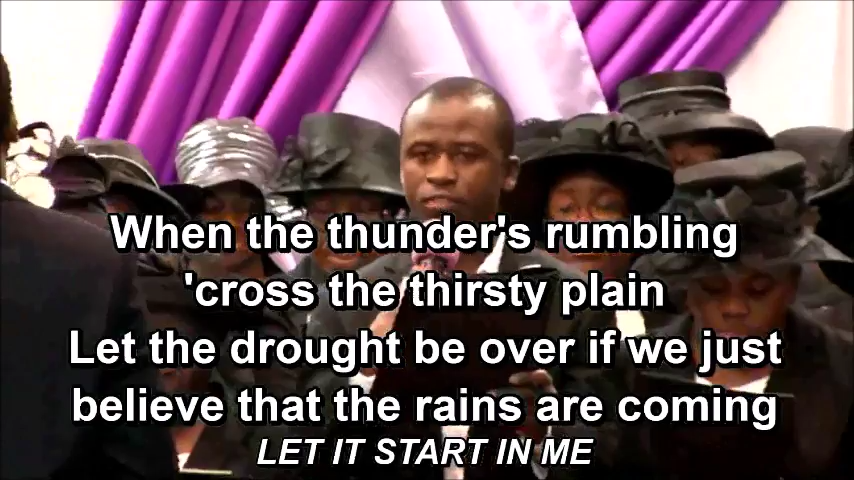 When the thunder's rumbling
'cross the thirsty plain
Let the drought be over if we just
believe that the rains are coming
LET IT START IN ME